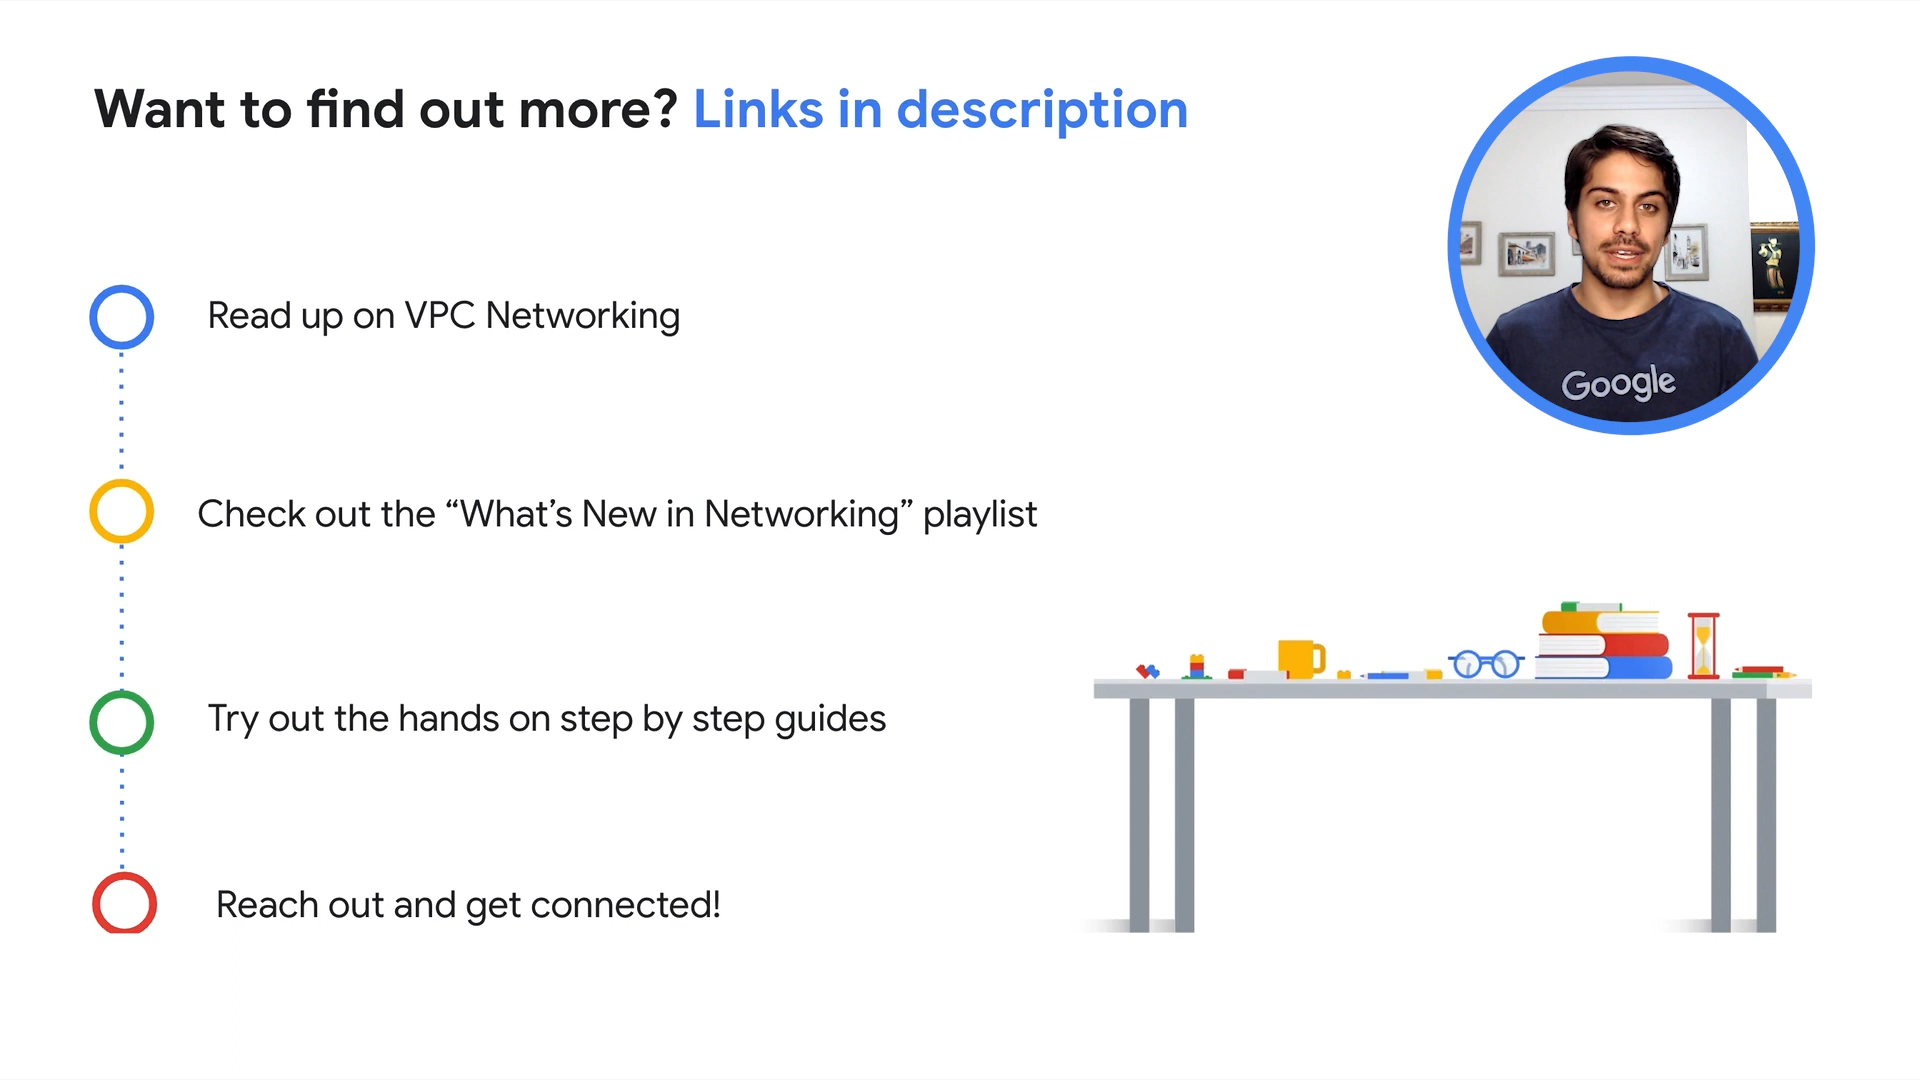 Want to find out more? Links in description
Read up on VPC Networking
Check out the “What’s New in Networking” playlist
Try out the hands on step by step guides
Reach out and get connected!
Google